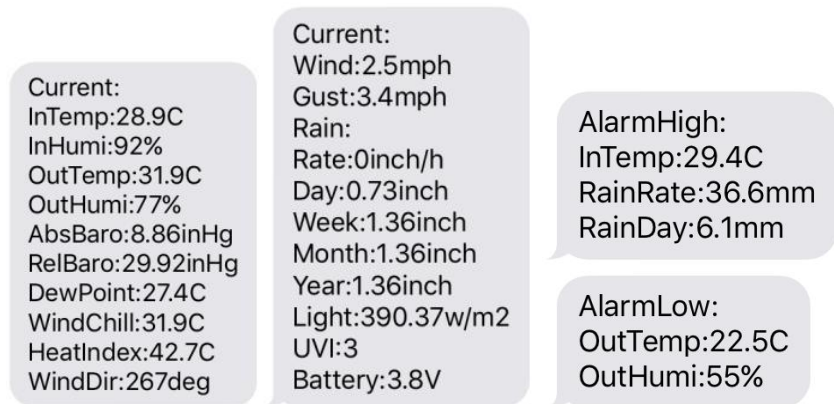 Current:
InTemp:28.9C
InHumi:92%
OutTemp:31.9C
OutHumi:77%
AbsBaro:8.86inHg
RelBaro:29.92inHg
DewPoint:27.4C
WindChill:31.9C
HeatIndex:42.7C
WindDir:267deg
Current:
Wind:2.5mph
Gust:3.4mph
Rain:
Rate:0inch/h
Day:0.73inch
Week:1.36inch
Month:1.36inch
Year:1.36inch
Light:390.37w/m2
UVI:3
Battery:3.8V
AlarmHigh:
InTemp:29.4C
RainRate:36.6mm
RainDay:6.1mm
AlarmLow:
OutTemp:22.5C
OutHumi:55%